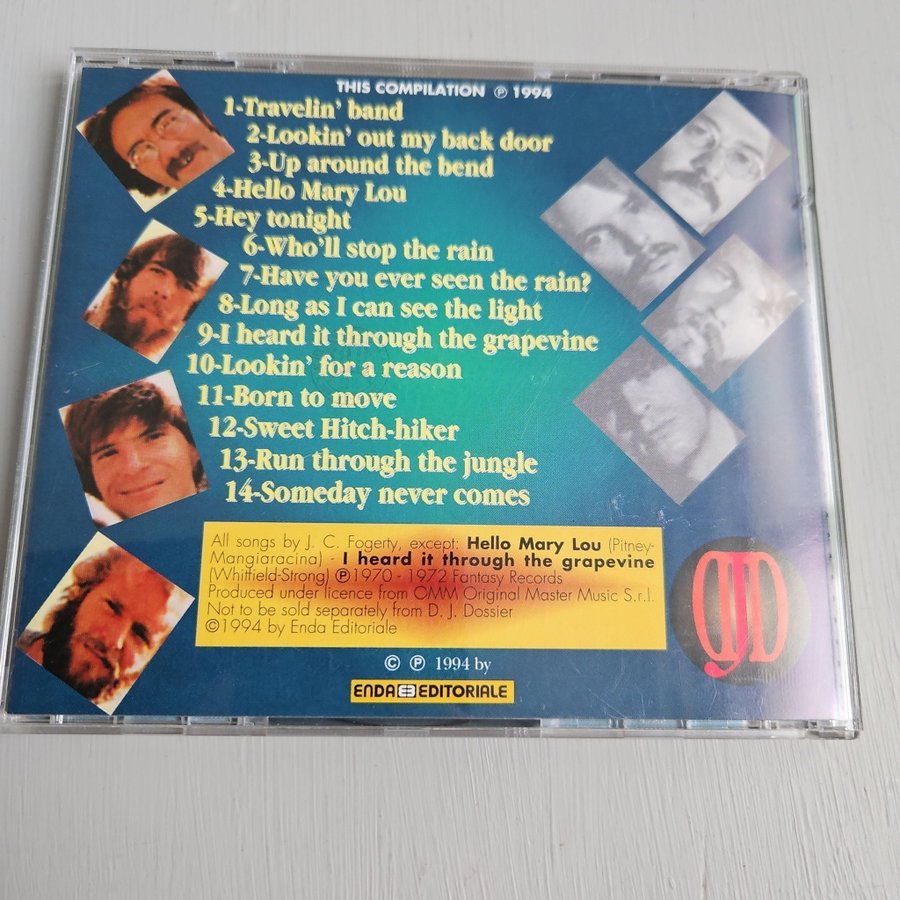 THIS COMPILATION ℗ 1994
1-Travelin' band
2-Lookin' out my back door
3-Up around the bend
4-Hello Mary Lou
5-Hey tonight
6-Who'll stop the rain
7-Have you ever seen the rain?
8-Long as I can see the light
9-I heard it through the grapevine
10-Lookin' for a reason
11-Born to move
12-Sweet Hitch-hiker
13-Run through the jungle
14-Someday never comes
All songs by J. C. Fogerty, except: Hello Mary Lou (Pitney-
Mangiaracina) - I heard it through the grapevine
(Whitfield-Strong) ℗1970 - 1972 Fantasy Records
Produced under licence from OMM Original Master Music S.r.l.
Not to be sold separately from D. J. Dossier
©1994 by Enda Editoriale
DJD
© ℗ 1994 by
ENDA EDITORIALE